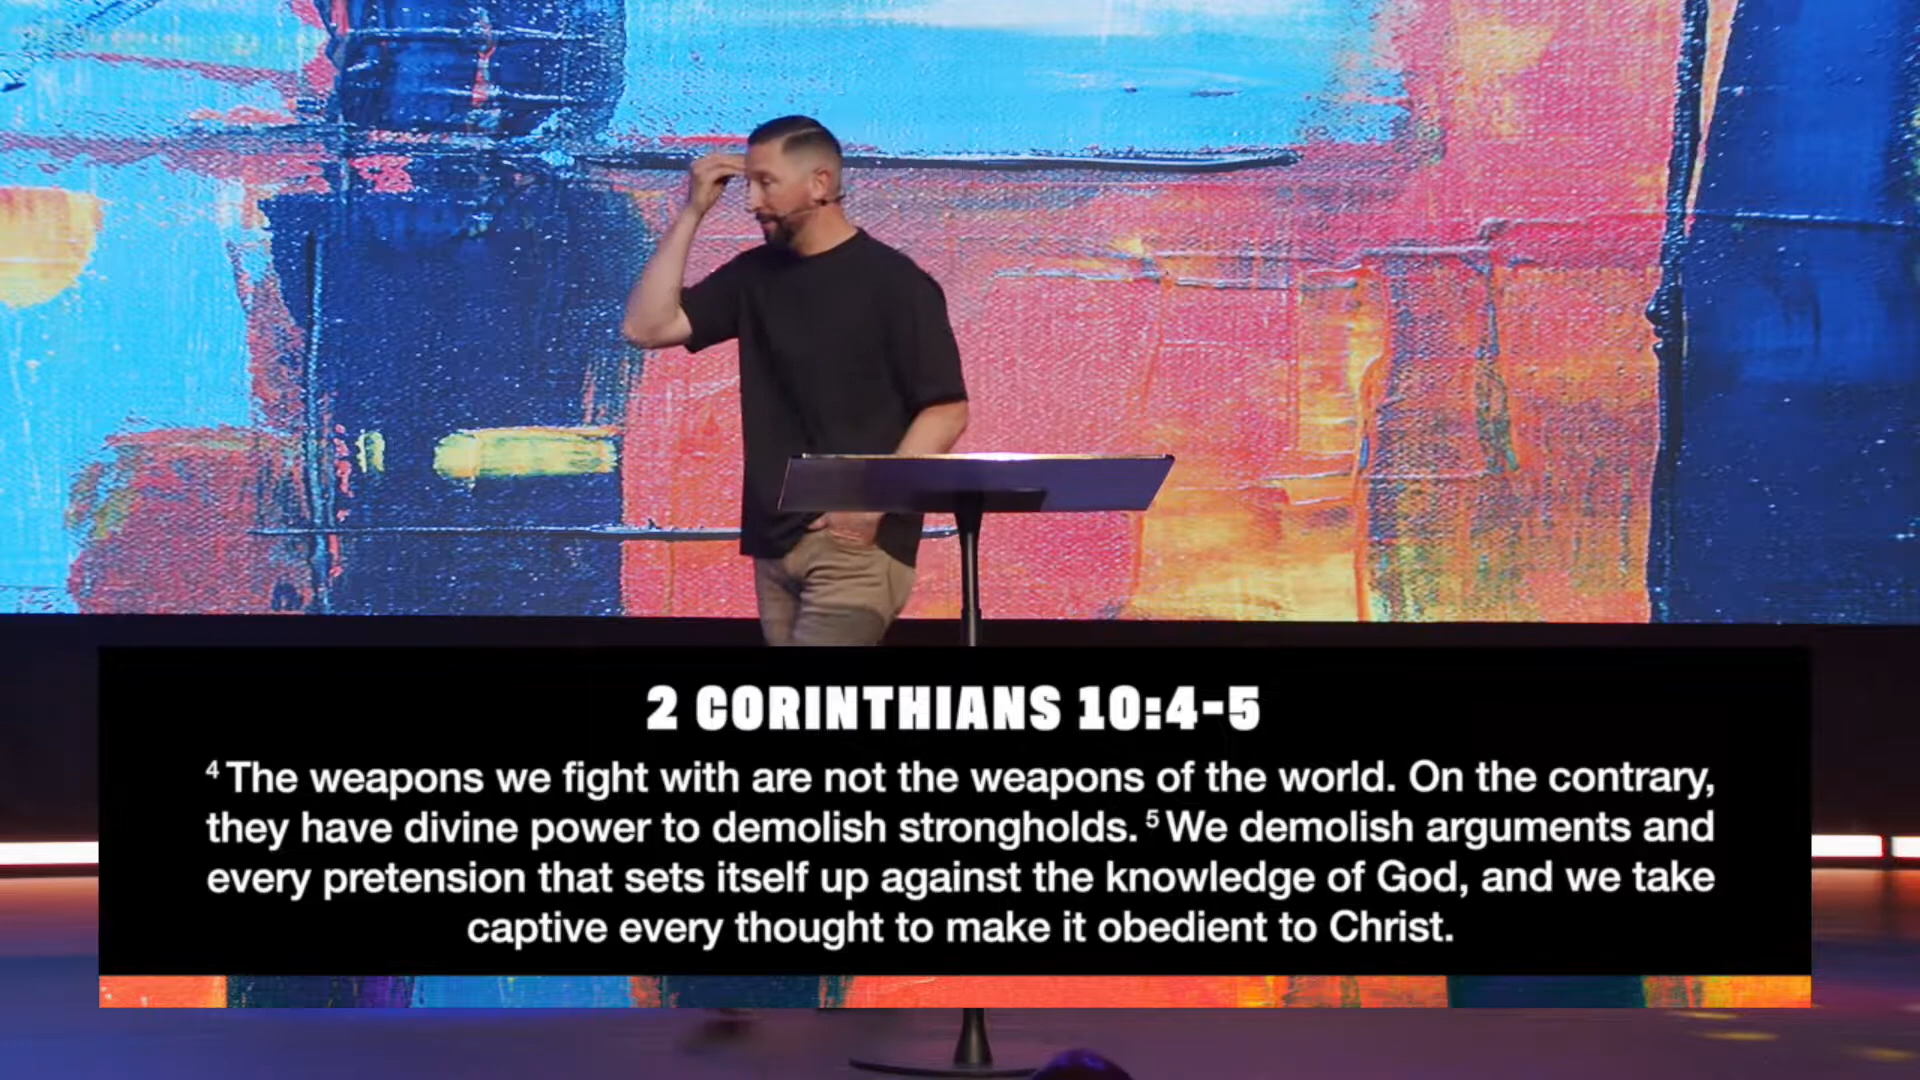 2 CORINTHIANS 10:4-5
⁴ The weapons we fight with are not the weapons of the world. On the contrary,
they have divine power to demolish strongholds. ⁵ We demolish arguments and
every pretension that sets itself up against the knowledge of God, and we take
captive every thought to make it obedient to Christ.